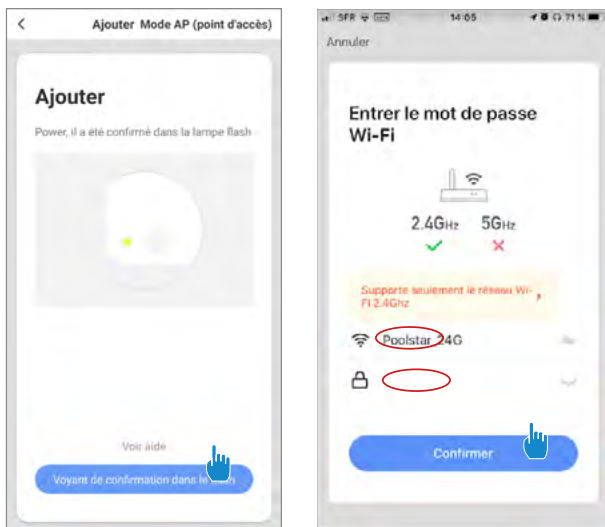 Ajouter Mode AP (point d'accès)
Ajouter
Power, il a été confirmé dans la lampe flash
Voir aide
Voyant de confirmation dans le flash
SFR 14:05 71 %
Annuler
Entrer le mot de passe
Wi-Fi
2.4GHz 5GHz
Supporte seulement le réseau Wi-
Fi 2.4Ghz
Poolstar 24G
Confirmer